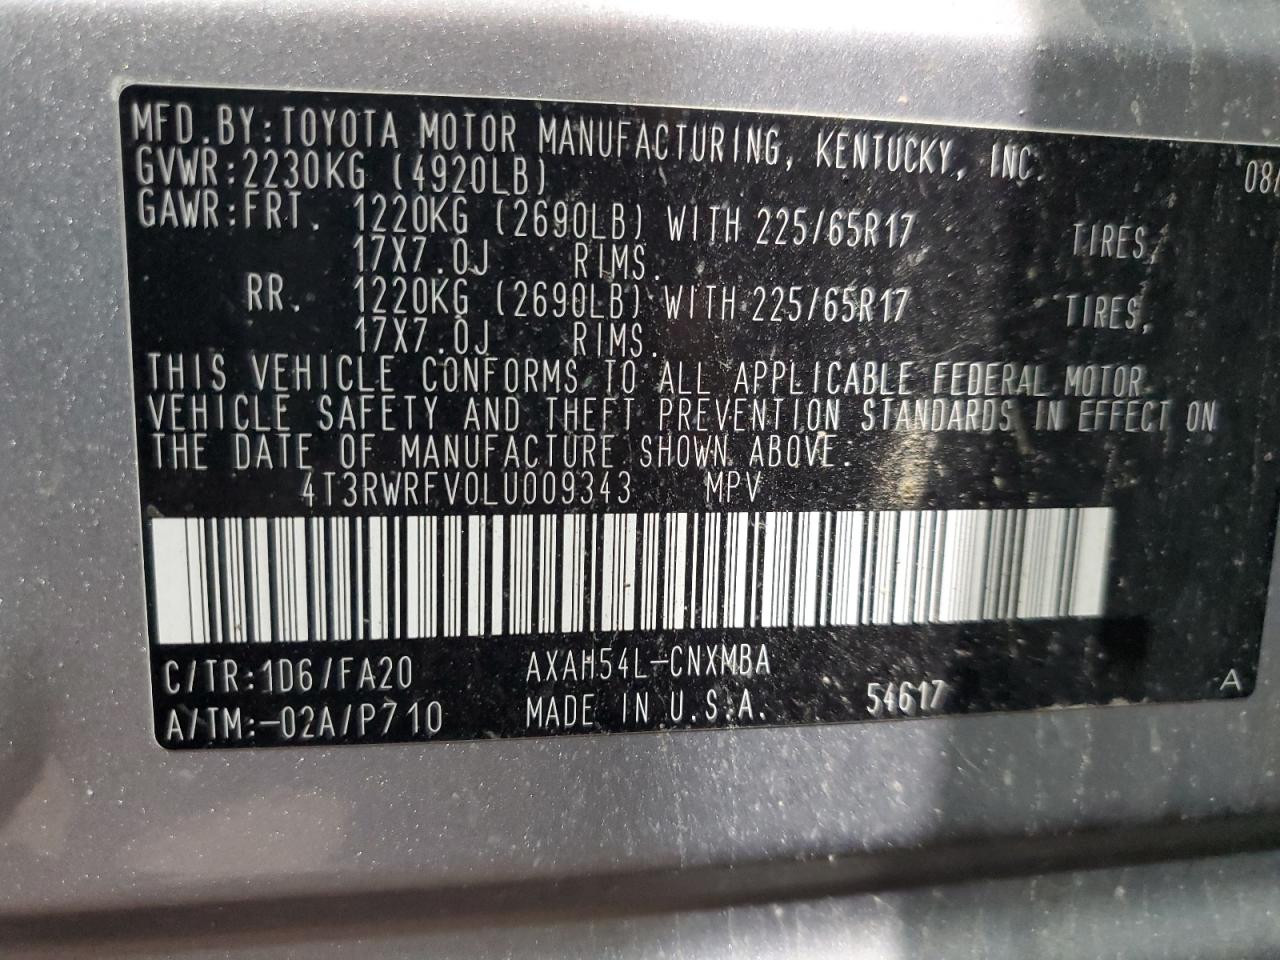 MFD.BY:TOYOTA MOTOR MANUFACTURING, KENTUCKY, INC.
GVWR:2230KG (4920LB) 08/
GAWR:FRT. 1220KG (2690LB) WITH 225/65R17 TIRES,
17X7.0J RIMS.
RR. 1220KG (2690LB) WITH 225/65R17 TIRES,
17X7.0J RIMS.
THIS VEHICLE CONFORMS TO ALL APPLICABLE FEDERAL MOTOR
VEHICLE SAFETY AND THEFT PREVENTION STANDARDS IN EFFECT ON
THE DATE OF MANUFACTURE SHOWN ABOVE.
4T3RWRFV0LU009343 MPV
C/TR:1D6/FA20 AXAH54L-CNXMBA
A/TM:-02A/P710 MADE IN U.S.A. 54617 A